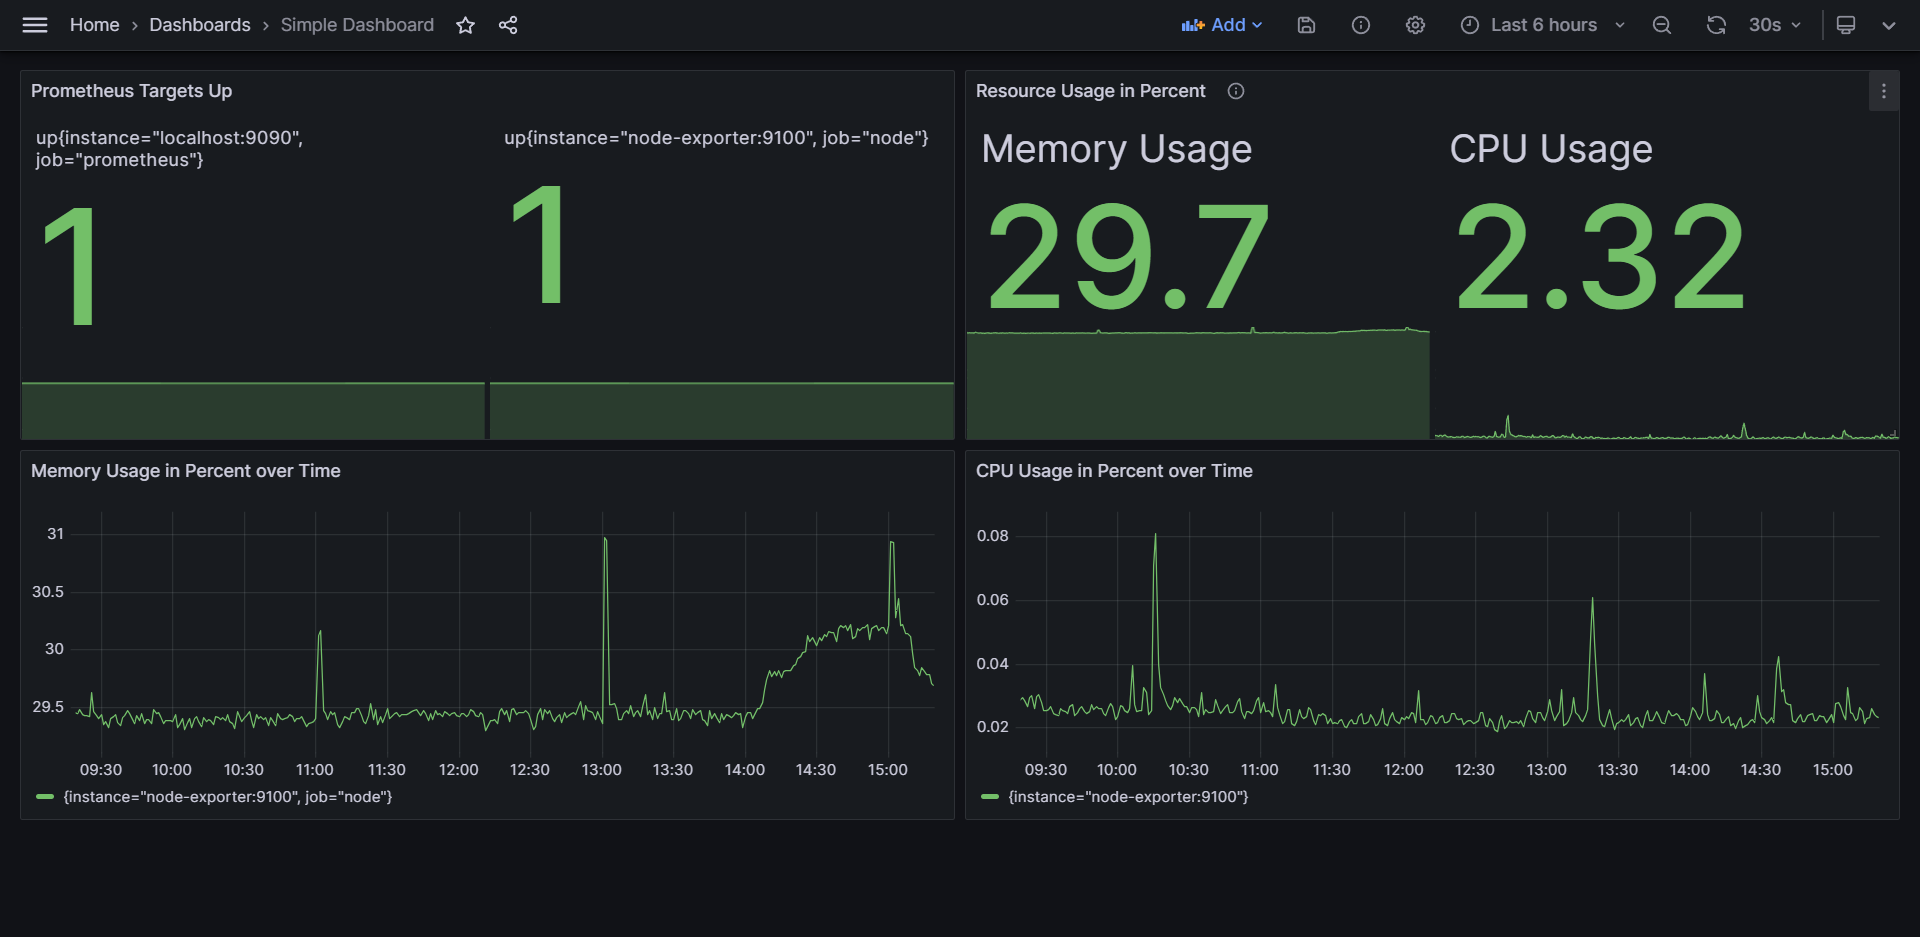 Home › Dashboards › Simple Dashboard
Add
Last 6 hours
30s
Prometheus Targets Up
up{instance="localhost:9090",
job="prometheus"}
1
up{instance="node-exporter:9100", job="node"}
1
Resource Usage in Percent
Memory Usage
29.7
CPU Usage
2.32
Memory Usage in Percent over Time
31
30.5
30
29.5
09:30 10:00 10:30 11:00 11:30 12:00 12:30 13:00 13:30 14:00 14:30 15:00
{instance="node-exporter:9100", job="node"}
CPU Usage in Percent over Time
0.08
0.06
0.04
0.02
09:30 10:00 10:30 11:00 11:30 12:00 12:30 13:00 13:30 14:00 14:30 15:00
{instance="node-exporter:9100"}